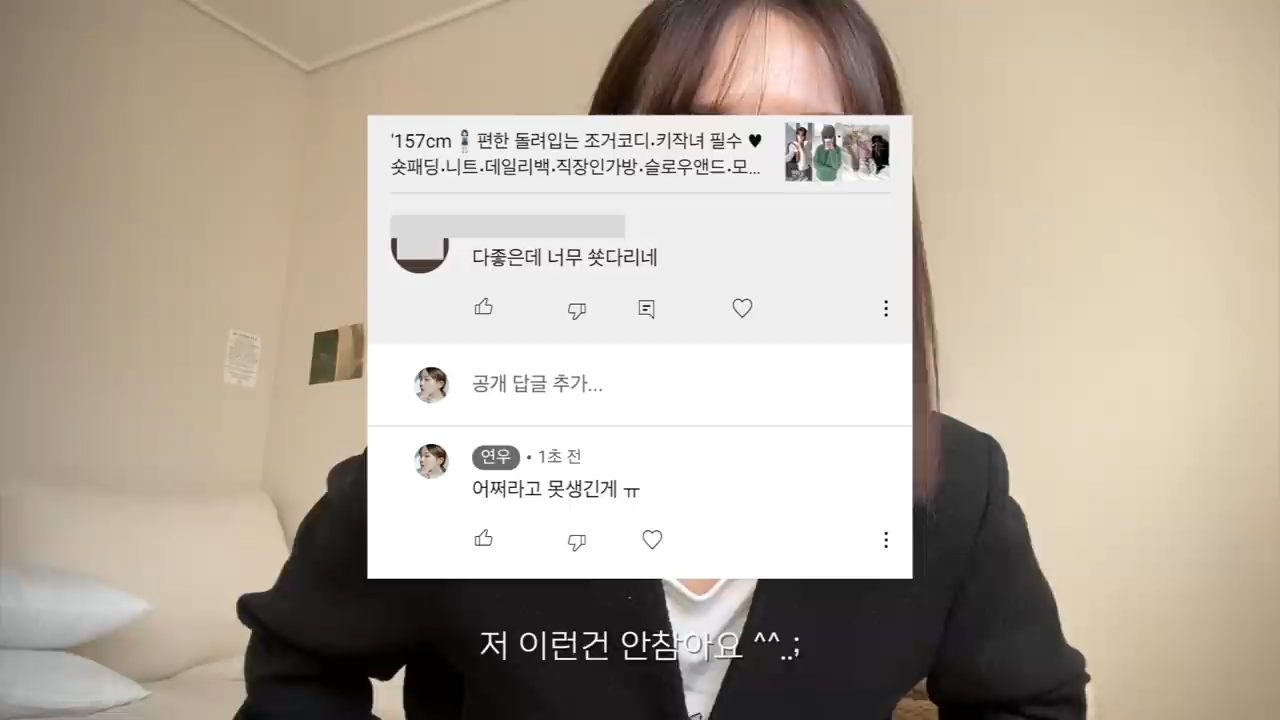 '157cm🧍‍♀️편한 돌려입는 조거코디.키작녀 필수 ♥
숏패딩.니트.데일리백.직장인가방.슬로우앤드.모...
다좋은데 너무 쑛다리네
공개 답글 추가...
연우 • 1초 전
어쩌라고 못생긴게 ㅠ
저 이런건 안참아요 ^^..;